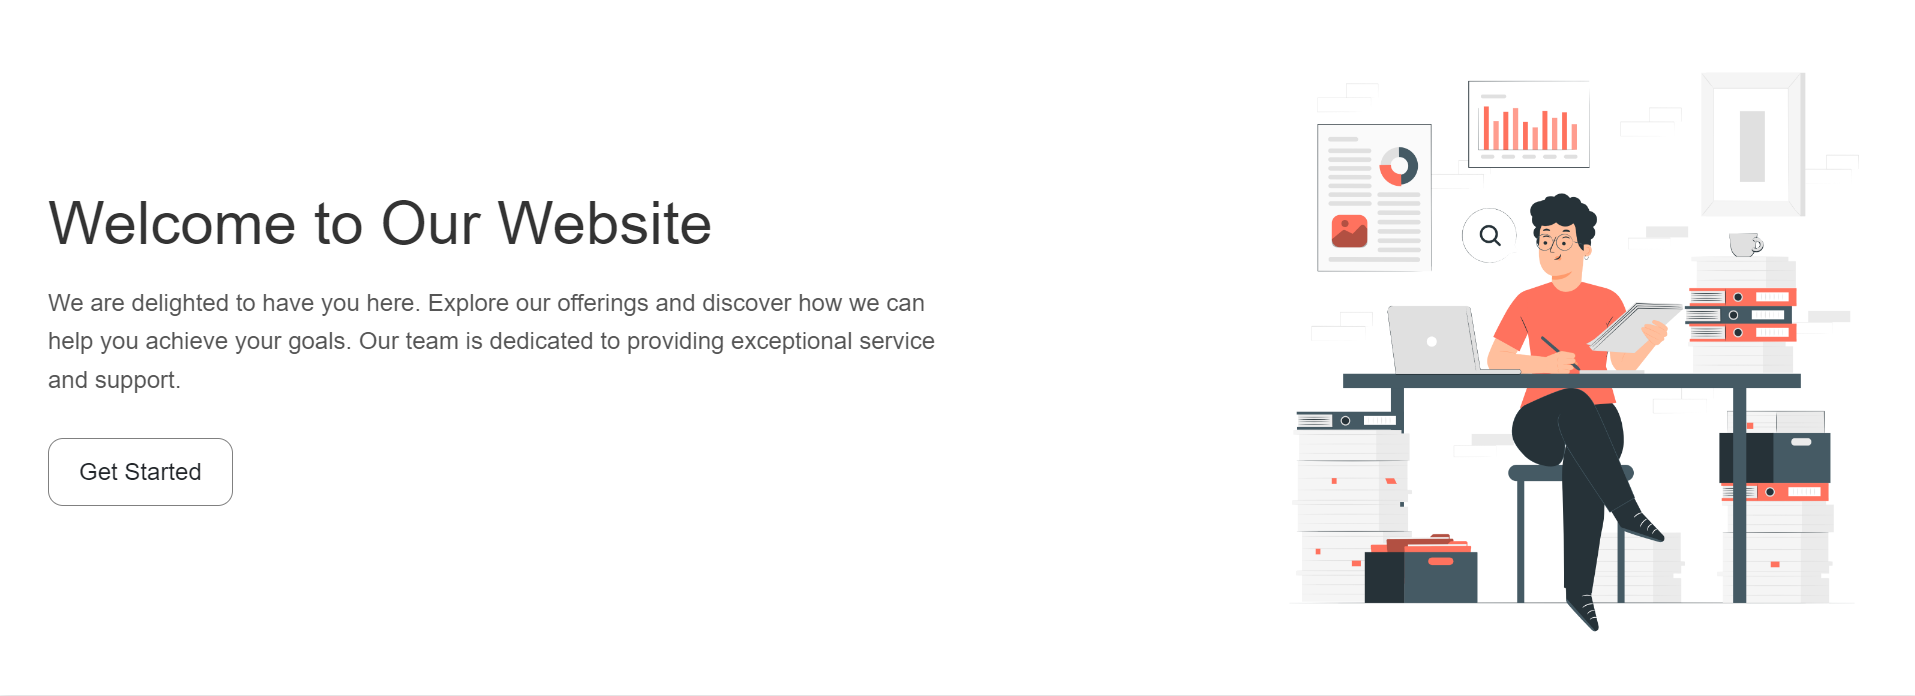 Welcome to Our Website
We are delighted to have you here. Explore our offerings and discover how we can
help you achieve your goals. Our team is dedicated to providing exceptional service
and support.
Get Started